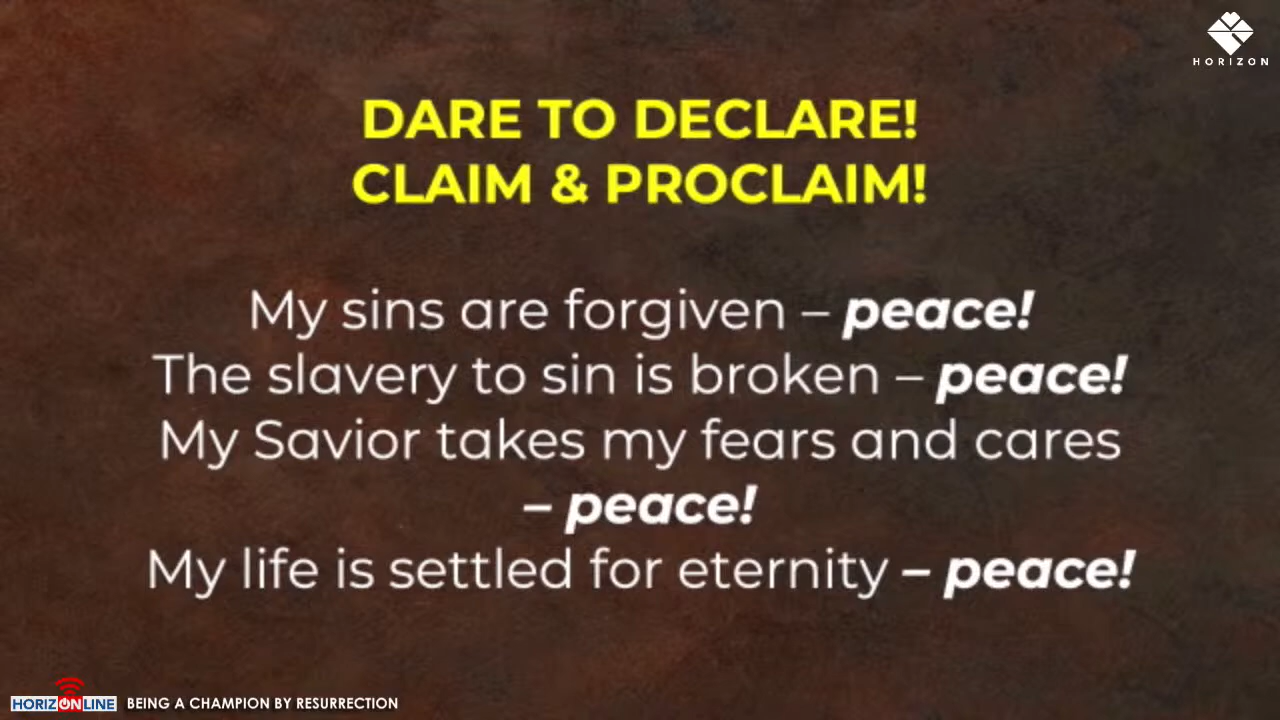 HORIZON
DARE TO DECLARE!
CLAIM & PROCLAIM!
My sins are forgiven – peace!
The slavery to sin is broken – peace!
My Savior takes my fears and cares
– peace!
My life is settled for eternity – peace!
HORIZONLINE BEING A CHAMPION BY RESURRECTION